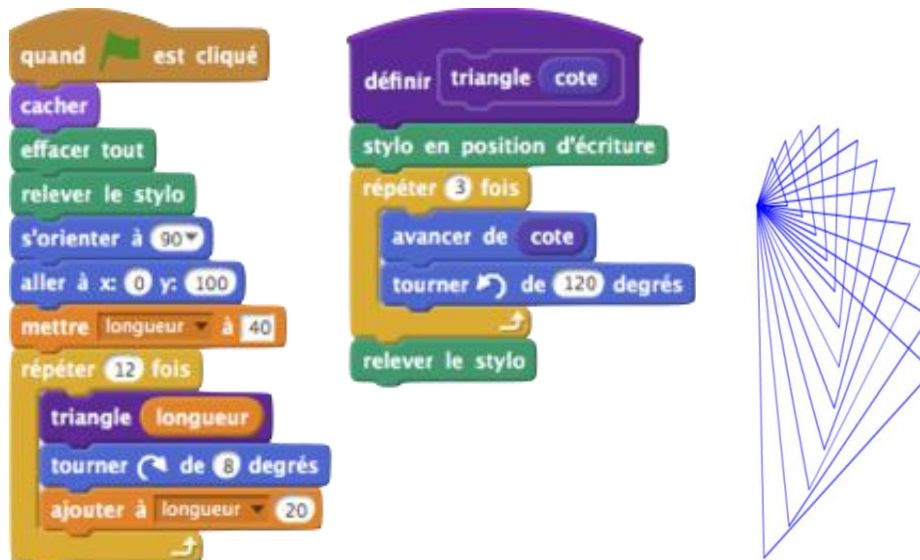 quand est cliqué
cacher
effacer tout
relever le stylo
s'orienter à 90
aller à x: 0 y: 100
mettre longueur à 40
répéter 12 fois
triangle longueur
tourner de 8 degrés
ajouter à longueur 20
définir triangle cote
stylo en position d'écriture
répéter 3 fois
avancer de cote
tourner de 120 degrés
relever le stylo